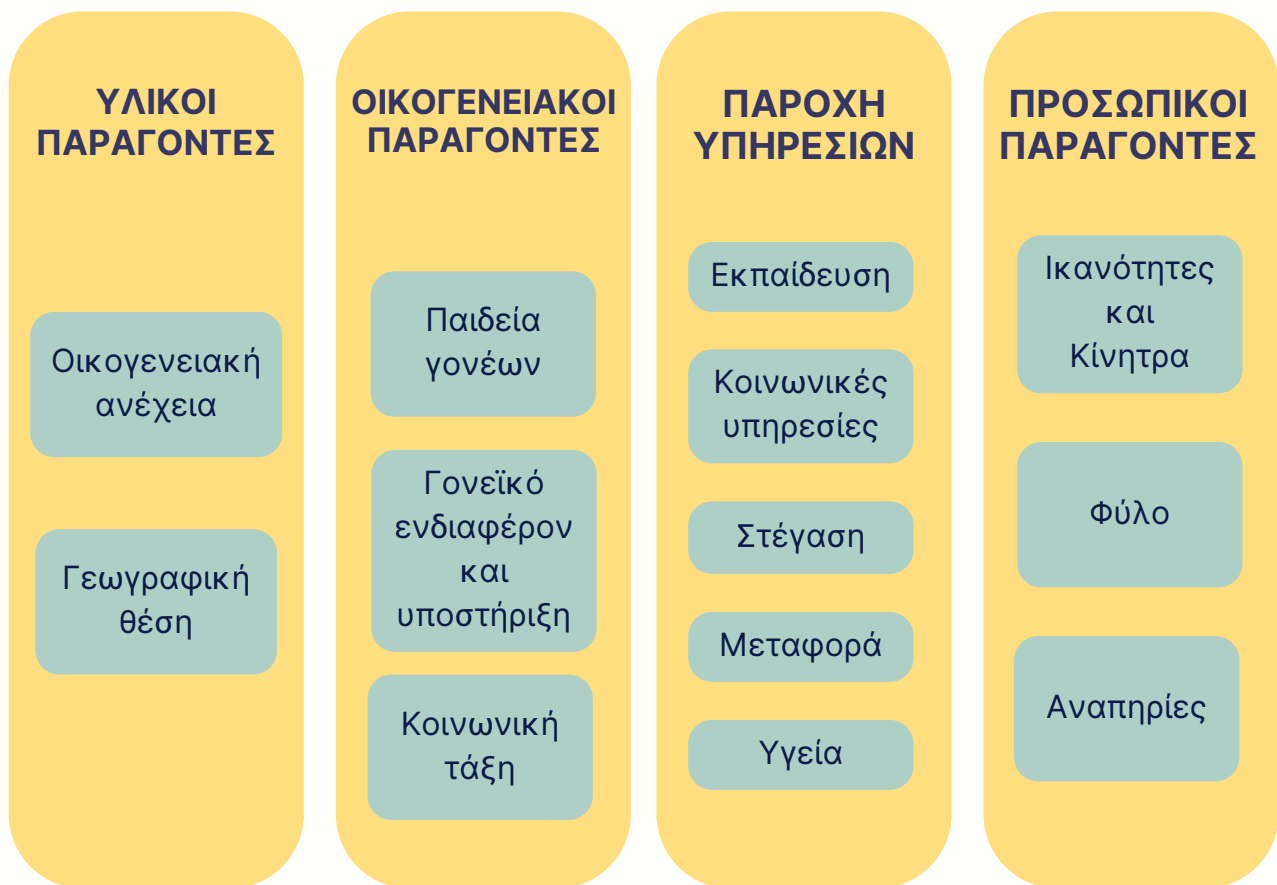 ΥΛΙΚΟΙ
ΠΑΡΑΓΟΝΤΕΣ
Οικογενειακή
ανέχεια
Γεωγραφική
θέση
ΟΙΚΟΓΕΝΕΙΑΚΟΙ
ΠΑΡΑΓΟΝΤΕΣ
Παιδεία
γονέων
Γονεϊκό
ενδιαφέρον
και
υποστήριξη
Κοινωνική
τάξη
ΠΑΡΟΧΗ
ΥΠΗΡΕΣΙΩΝ
Εκπαίδευση
Κοινωνικές
υπηρεσίες
Στέγαση
Μεταφορά
Υγεία
ΠΡΟΣΩΠΙΚΟΙ
ΠΑΡΑΓΟΝΤΕΣ
Ικανότητες
και
Κίνητρα
Φύλο
Αναπηρίες